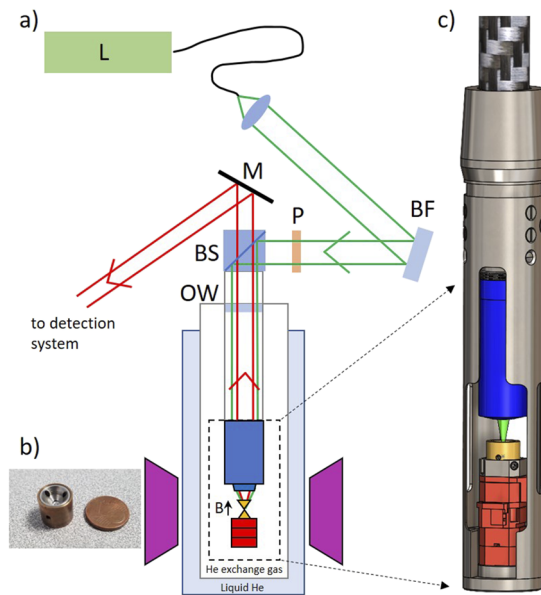 a)
c)
L
M
P
BF
BS
OW
to detection
system
b)
B
He exchange gas
Liquid He